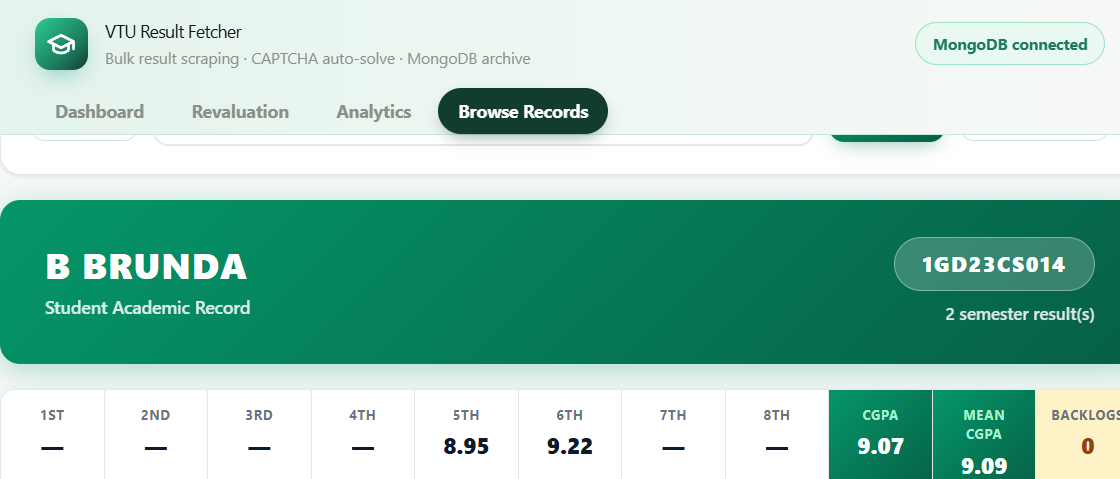 VTU Result Fetcher
Bulk result scraping · CAPTCHA auto-solve · MongoDB archive
MongoDB connected
Dashboard Revaluation Analytics Browse Records
B BRUNDA
Student Academic Record
1GD23CS014
2 semester result(s)
1ST 2ND 3RD 4TH 5TH 6TH 7TH 8TH CGPA MEAN CGPA BACKLOGS
— — — — 8.95 9.22 — — 9.07 9.09 0